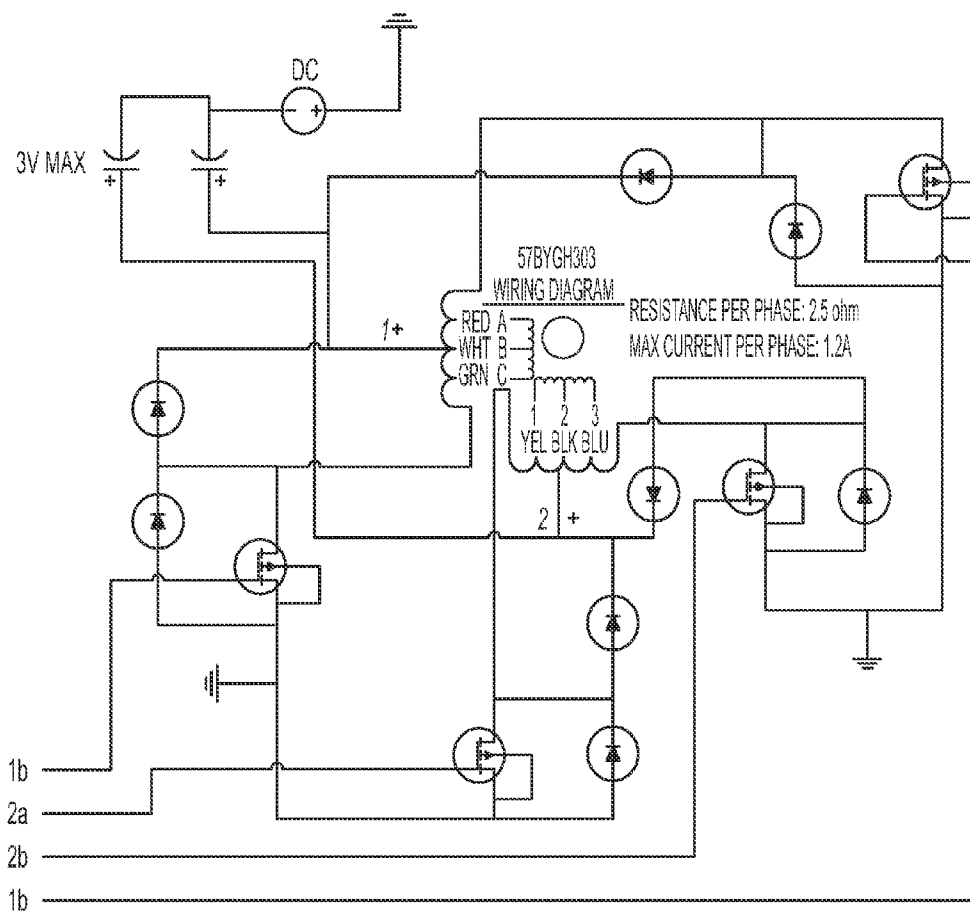 DC
- +
3V MAX
+ +
57BYGH303
WIRING DIAGRAM
RESISTANCE PER PHASE: 2.5 ohm
MAX CURRENT PER PHASE: 1.2A
1+
RED A
WHT B
GRN C
1 2 3
YEL BLK BLU
2 +
1b
2a
2b
1b